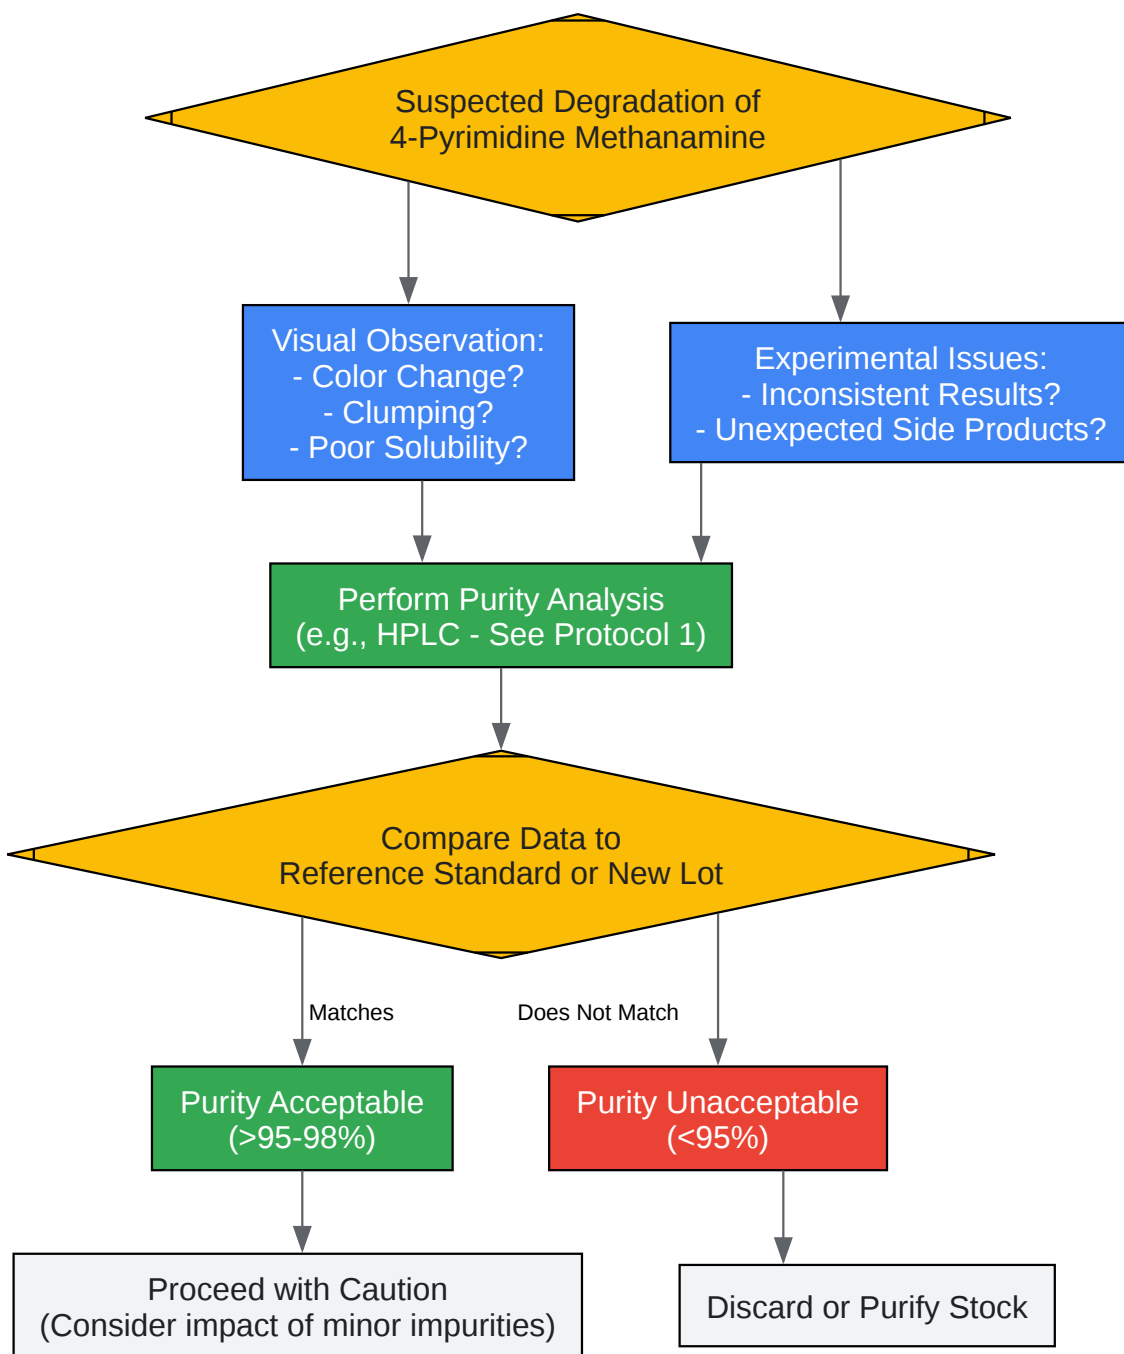 Suspected Degradation of
4-Pyrimidine Methanamine
Visual Observation:
- Color Change?
- Clumping?
- Poor Solubility?
Experimental Issues:
- Inconsistent Results?
- Unexpected Side Products?
Perform Purity Analysis
(e.g., HPLC - See Protocol 1)
Compare Data to
Reference Standard or New Lot
Matches
Does Not Match
Purity Acceptable
(>95-98%)
Purity Unacceptable
(<95%)
Proceed with Caution
(Consider impact of minor impurities)
Discard or Purify Stock